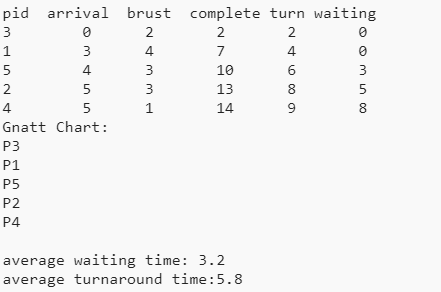 pid arrival brust complete turn waiting
3 0 2 2 2 0
1 3 4 7 4 0
5 4 3 10 6 3
2 5 3 13 8 5
4 5 1 14 9 8
Gnatt Chart:
P3
P1
P5
P2
P4
average waiting time: 3.2
average turnaround time:5.8